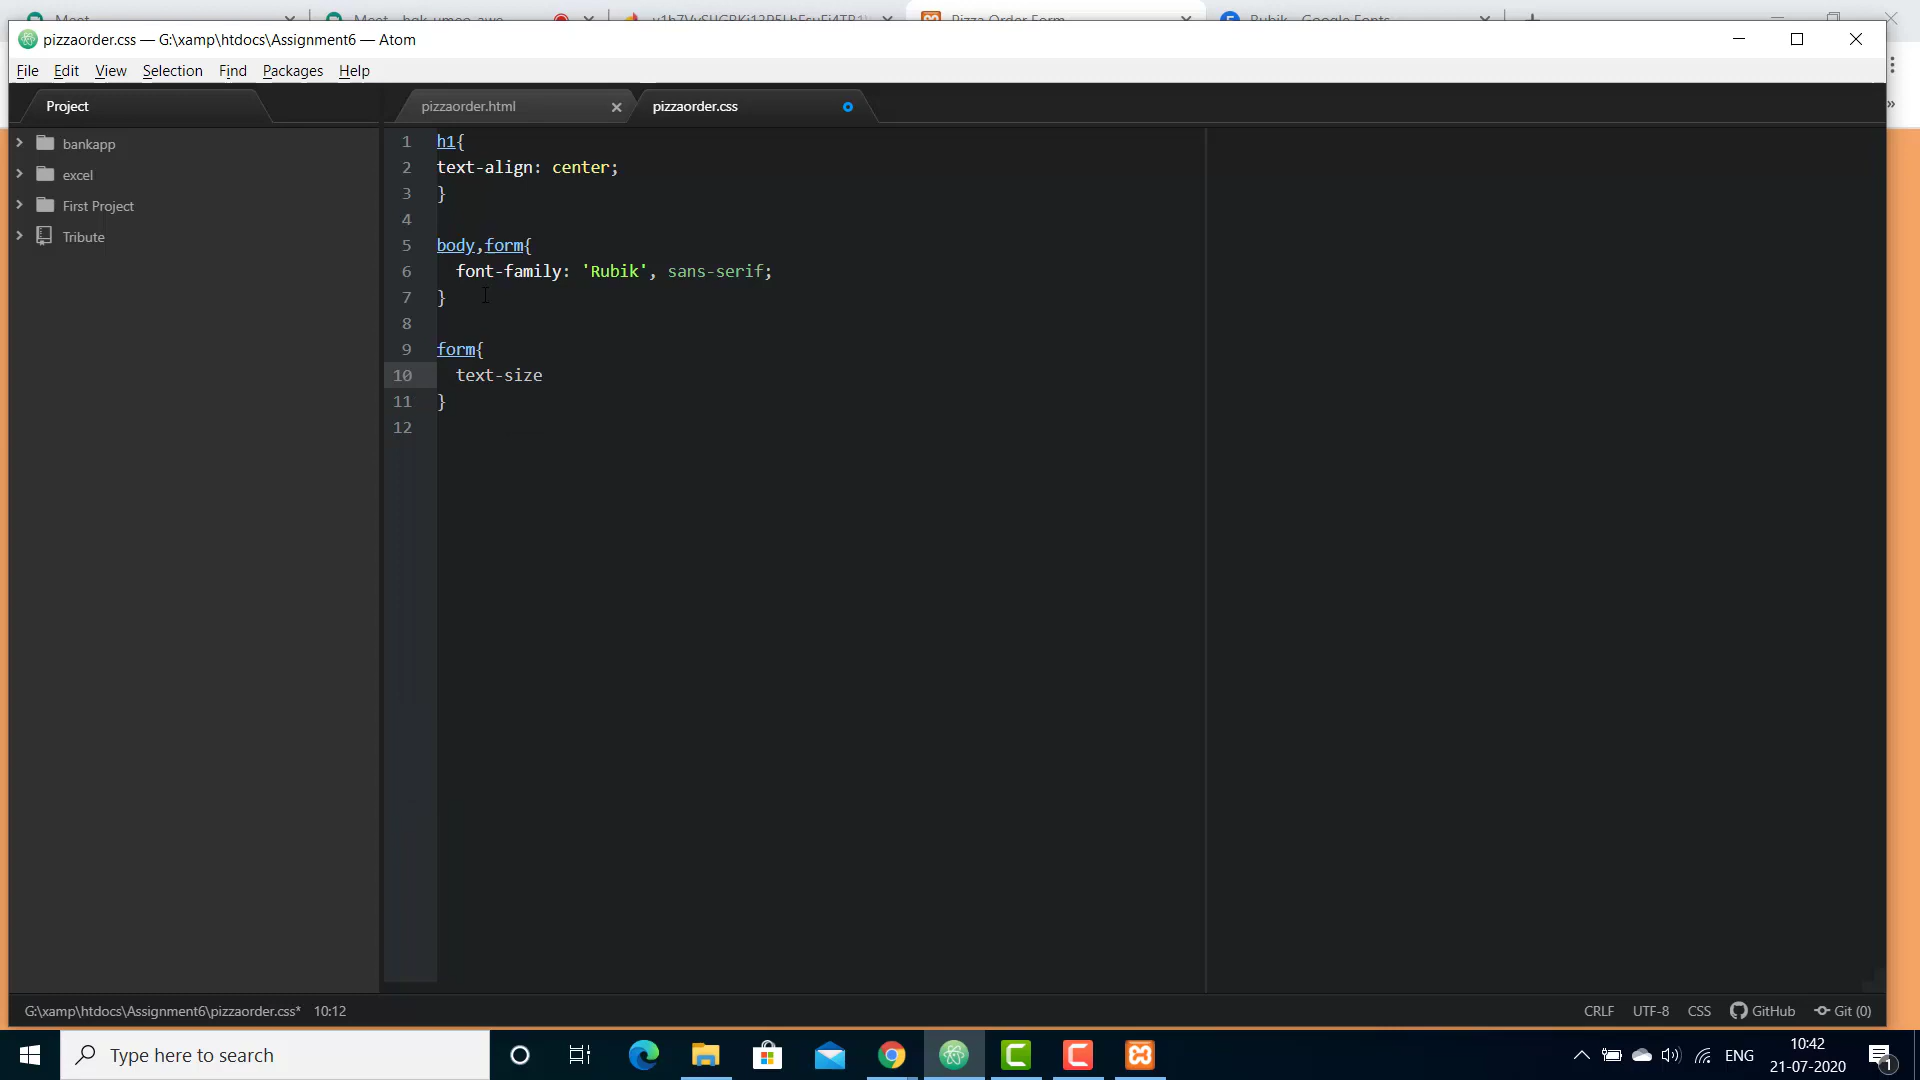 pizzaorder.css — G:\xamp\htdocs\Assignment6 — Atom
File Edit View Selection Find Packages Help
Project
pizzaorder.html
pizzaorder.css
bankapp
excel
First Project
Tribute
1 h1{
2 text-align: center;
3 }
4
5 body,form{
6 font-family: 'Rubik', sans-serif;
7 }
8
9 form{
10 text-size
11 }
12
G:\xamp\htdocs\Assignment6\pizzaorder.css* 10:12
CRLF UTF-8 CSS GitHub Git (0)
Type here to search
ENG
10:42
21-07-2020
1